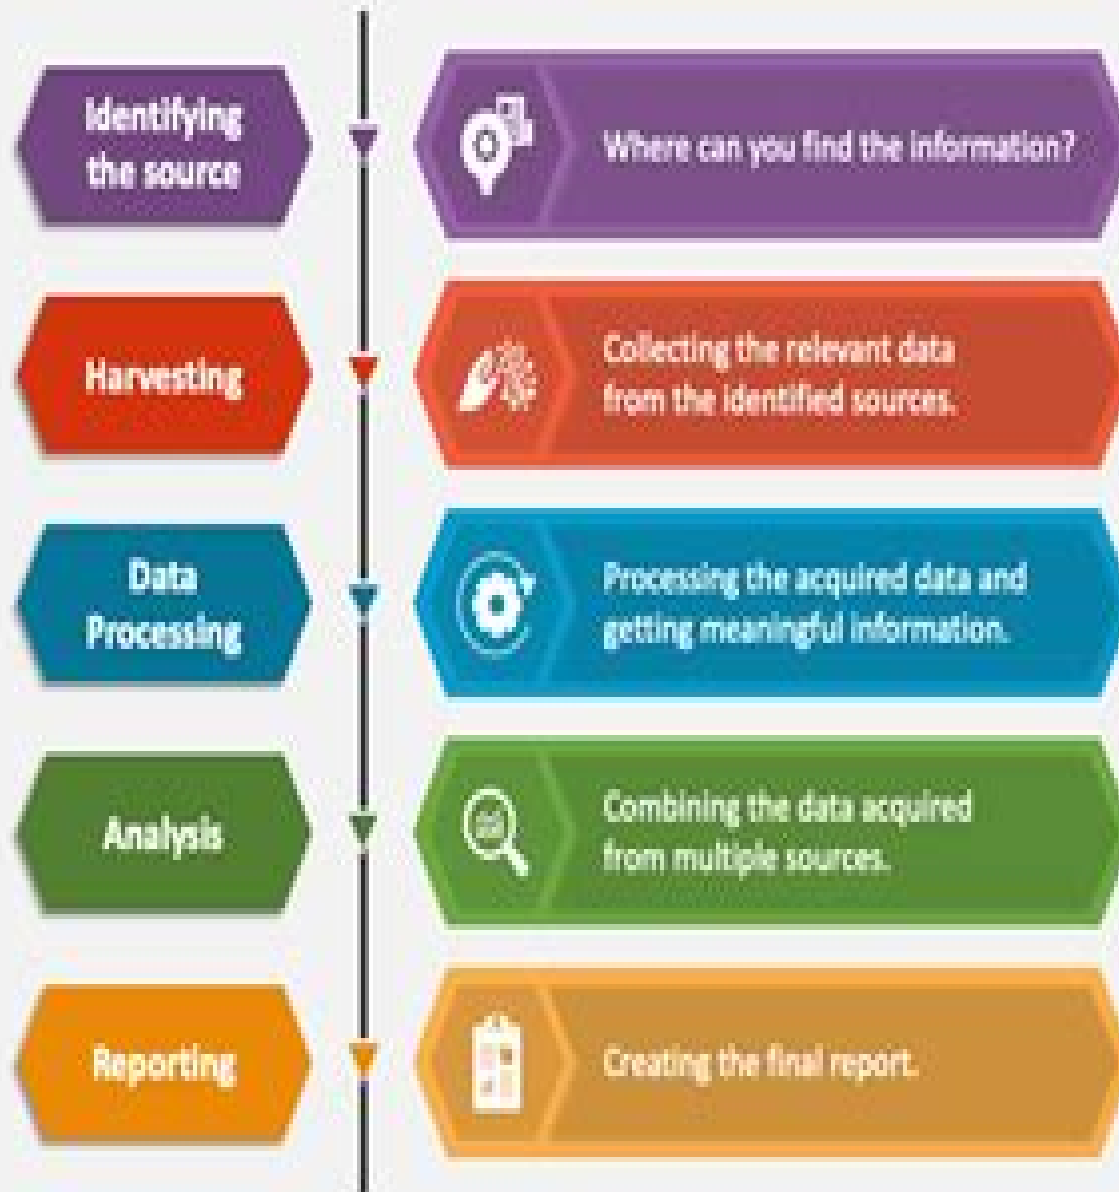 Identifying
the source
Where can you find the information?
Harvesting
Collecting the relevant data
from the identified sources.
Data
Processing
Processing the acquired data and
getting meaningful information.
Analysis
Combining the data acquired
from multiple sources.
Reporting
Creating the final report.